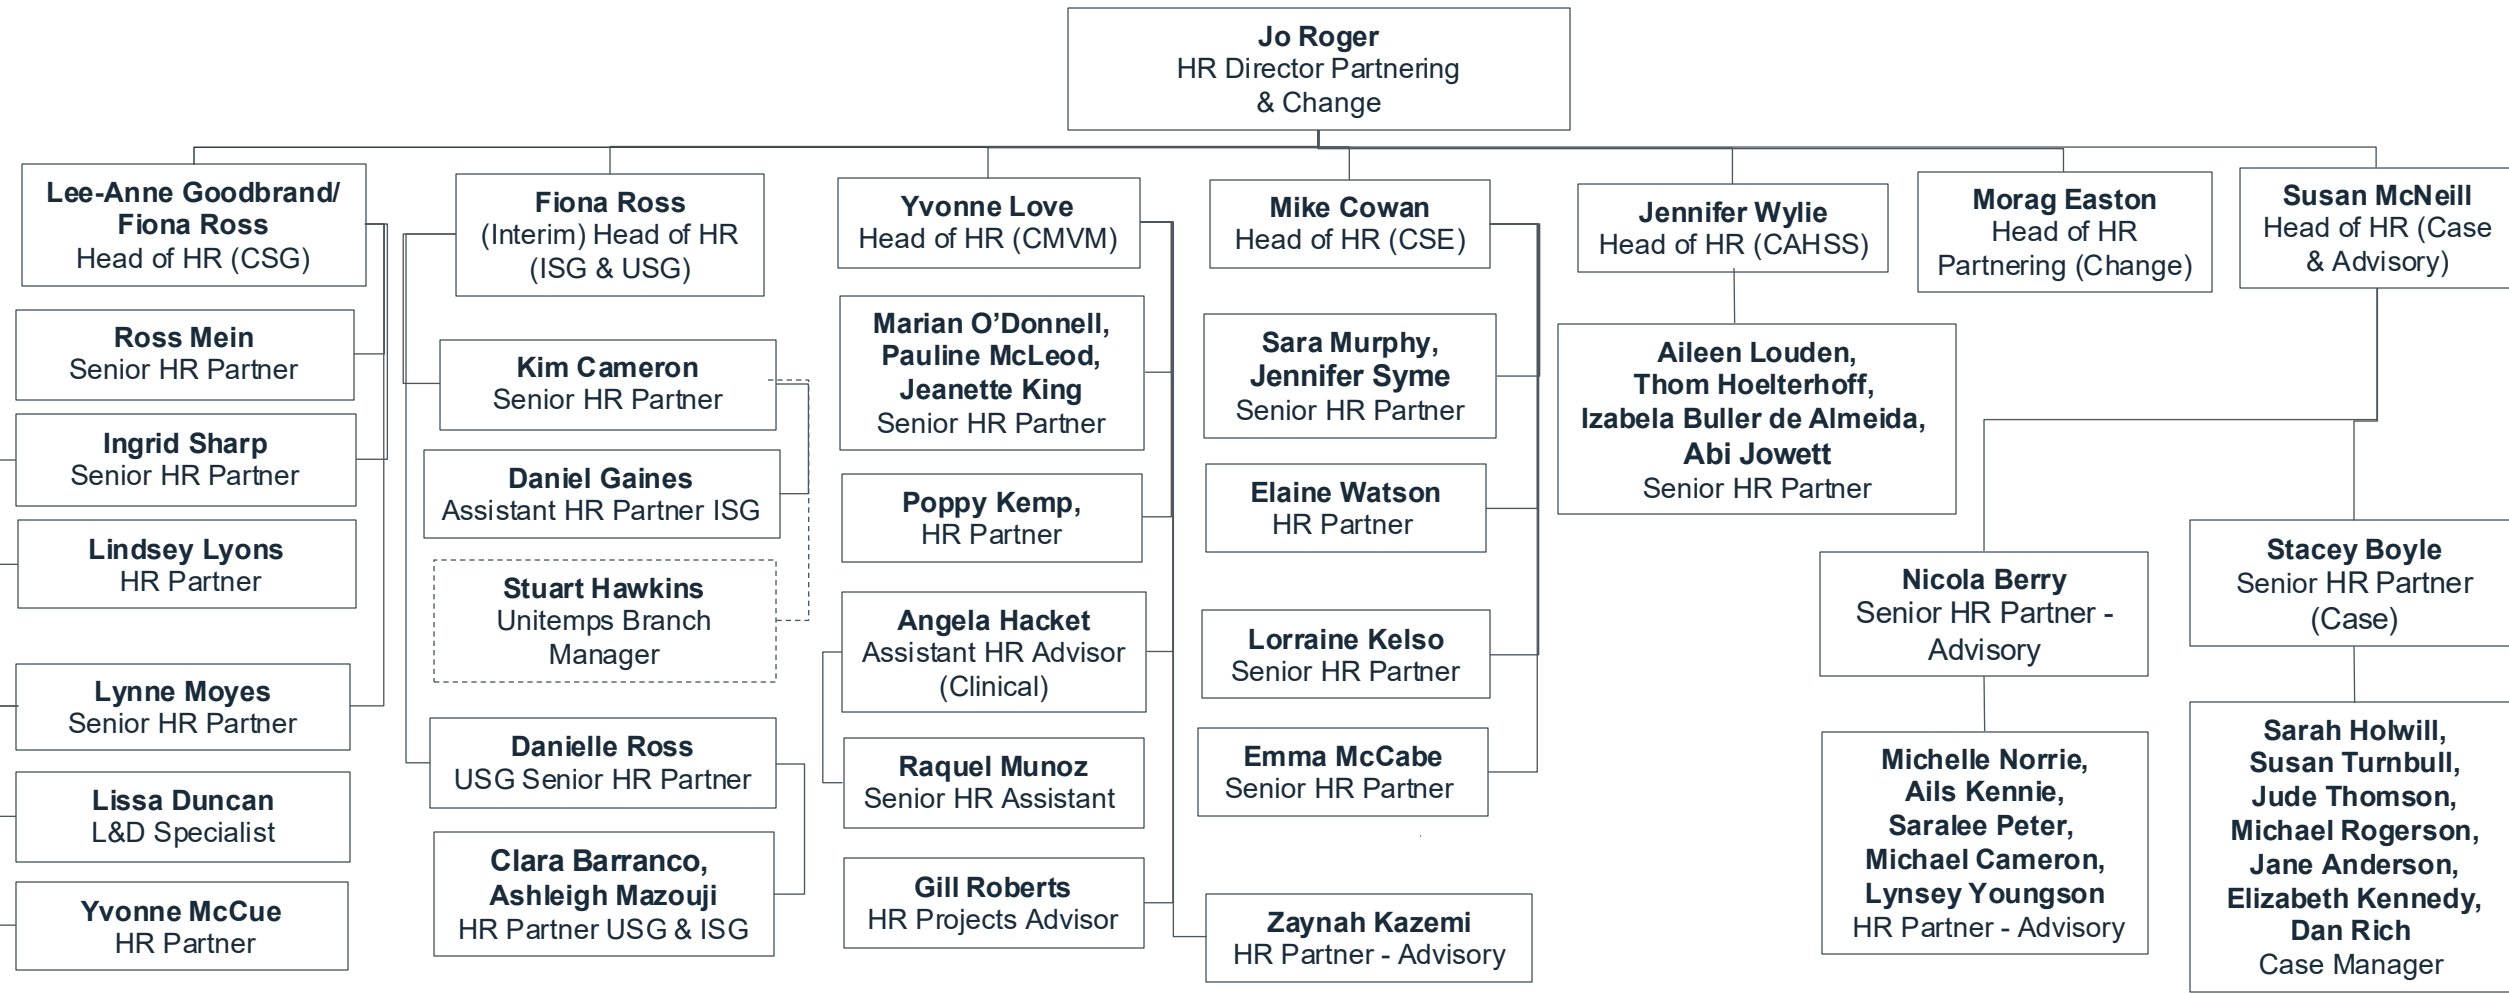 Jo Roger
HR Director Partnering
& Change
Lee-Anne Goodbrand/
Fiona Ross
Head of HR (CSG)
Ross Mein
Senior HR Partner
Ingrid Sharp
Senior HR Partner
Lindsey Lyons
HR Partner
Lynne Moyes
Senior HR Partner
Lissa Duncan
L&D Specialist
Yvonne McCue
HR Partner
Fiona Ross
(Interim) Head of HR
(ISG & USG)
Kim Cameron
Senior HR Partner
Daniel Gaines
Assistant HR Partner ISG
Stuart Hawkins
Unitemps Branch
Manager
Danielle Ross
USG Senior HR Partner
Clara Barranco,
Ashleigh Mazouji
HR Partner USG & ISG
Yvonne Love
Head of HR (CMVM)
Marian O’Donnell,
Pauline McLeod,
Jeanette King
Senior HR Partner
Poppy Kemp,
HR Partner
Angela Hacket
Assistant HR Advisor
(Clinical)
Raquel Munoz
Senior HR Assistant
Gill Roberts
HR Projects Advisor
Zaynah Kazemi
HR Partner - Advisory
Mike Cowan
Head of HR (CSE)
Sara Murphy,
Jennifer Syme
Senior HR Partner
Elaine Watson
HR Partner
Lorraine Kelso
Senior HR Partner
Emma McCabe
Senior HR Partner
Jennifer Wylie
Head of HR (CAHSS)
Aileen Louden,
Thom Hoelterhoff,
Izabela Buller de Almeida,
Abi Jowett
Senior HR Partner
Morag Easton
Head of HR
Partnering (Change)
Susan McNeill
Head of HR (Case
& Advisory)
Nicola Berry
Senior HR Partner -
Advisory
Michelle Norrie,
Ails Kennie,
Saralee Peter,
Michael Cameron,
Lynsey Youngson
HR Partner - Advisory
Stacey Boyle
Senior HR Partner
(Case)
Sarah Holwill,
Susan Turnbull,
Jude Thomson,
Michael Rogerson,
Jane Anderson,
Elizabeth Kennedy,
Dan Rich
Case Manager